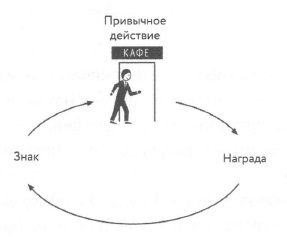 Привычное
действие
КАФЕ
Знак
Награда